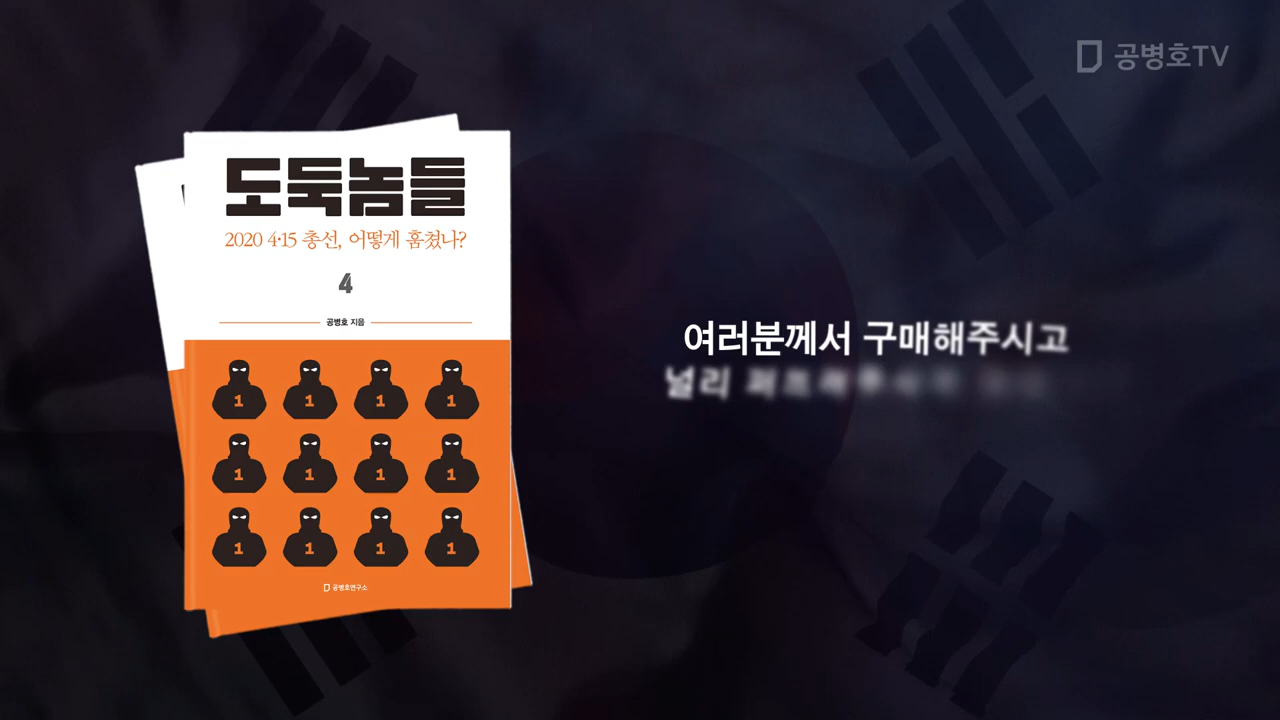 공병호TV
도둑놈들
2020 4·15 총선, 어떻게 훔쳤나?
4
공병호 지음
1 1 1 1
1 1 1 1
1 1 1 1
공병호연구소
여러분께서 구매해주시고
널리